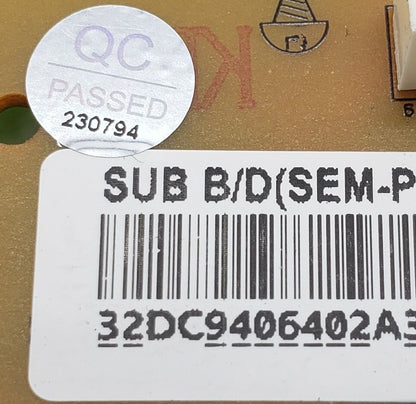 QC
PASSED
230794
SUB B/D(SEM-P
32DC9406402A3